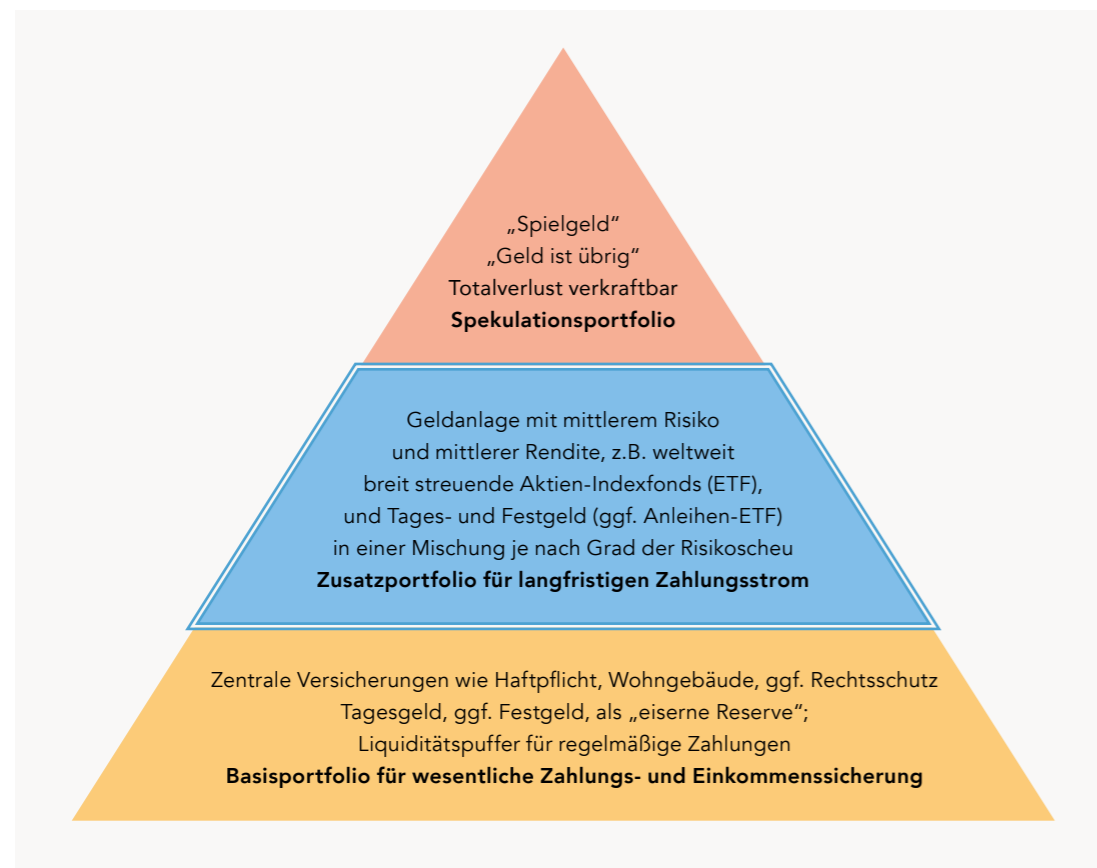 „Spielgeld“
„Geld ist übrig“
Totalverlust verkraftbar
Spekulationsportfolio
Geldanlage mit mittlerem Risiko
und mittlerer Rendite, z.B. weltweit
breit streuende Aktien-Indexfonds (ETF),
und Tages- und Festgeld (ggf. Anleihen-ETF)
in einer Mischung je nach Grad der Risikoscheu
Zusatzportfolio für langfristigen Zahlungsstrom
Zentrale Versicherungen wie Haftpflicht, Wohngebäude, ggf. Rechtsschutz
Tagesgeld, ggf. Festgeld, als „eiserne Reserve“;
Liquiditätspuffer für regelmäßige Zahlungen
Basisportfolio für wesentliche Zahlungs- und Einkommenssicherung